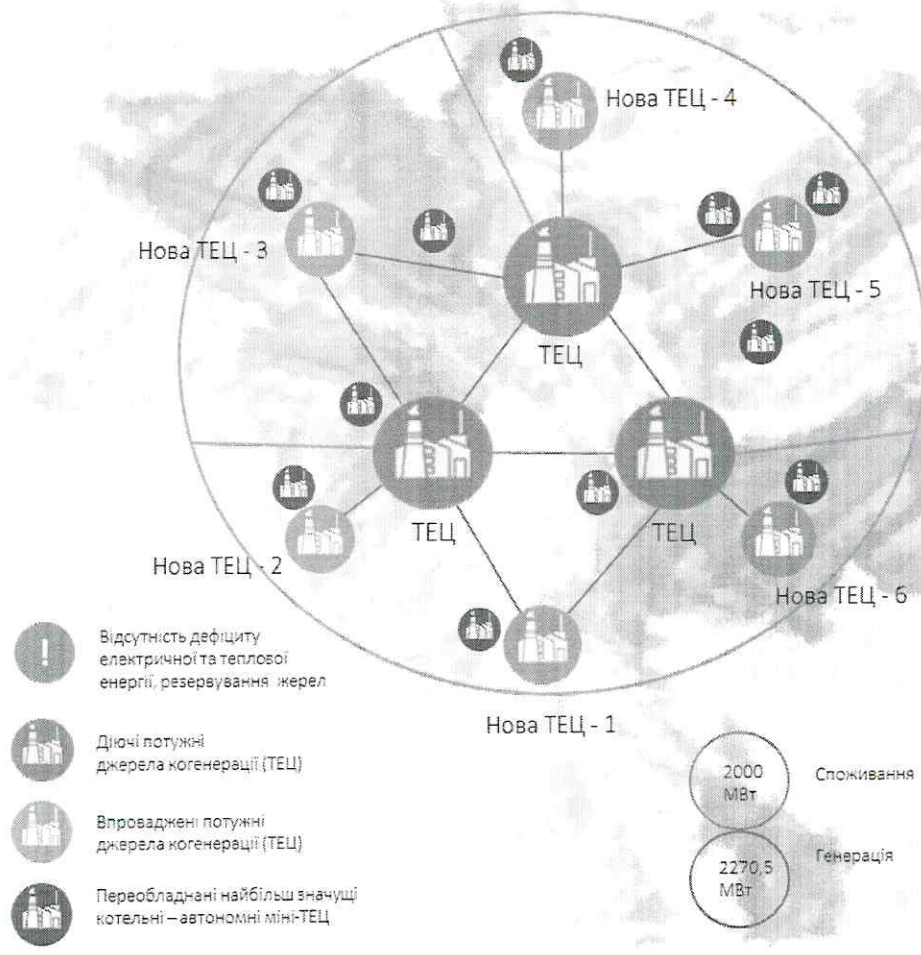 Нова ТЕЦ - 4
Нова ТЕЦ - 3
Нова ТЕЦ - 5
ТЕЦ
ТЕЦ
ТЕЦ
Нова ТЕЦ - 2
Нова ТЕЦ - 6
Нова ТЕЦ - 1
Відсутність дефіциту
електричної та теплової
енергії, резервування жерел
Діючі потужні
джерела когенерації (ТЕЦ)
Впроваджені потужні
джерела когенерації (ТЕЦ)
Переобладнані найбільш значущі
котельні – автономні міні-ТЕЦ
2000
МВт
Споживання
2270,5
МВт
Генерація